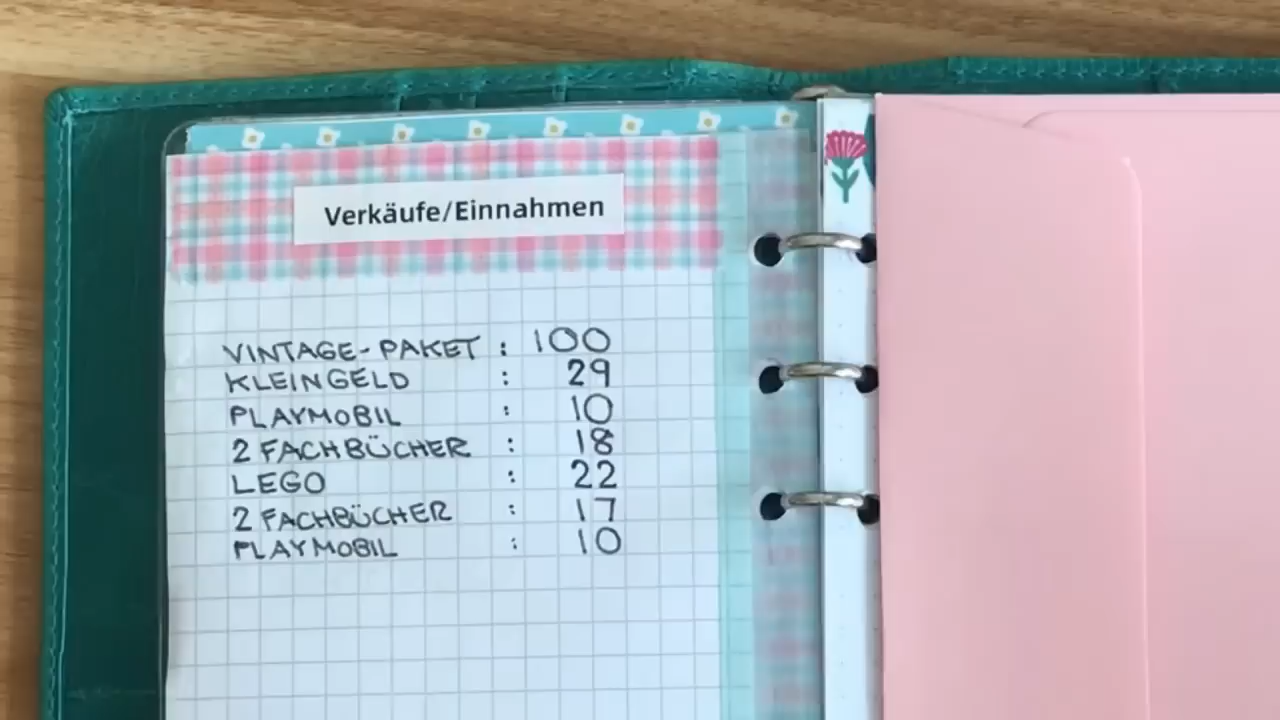 Verkäufe/Einnahmen
VINTAGE-PAKET : 100
KLEINGELD : 29
PLAYMOBIL : 10
2 FACHBÜCHER : 18
LEGO : 22
2 FACHBÜCHER : 17
PLAYMOBIL : 10